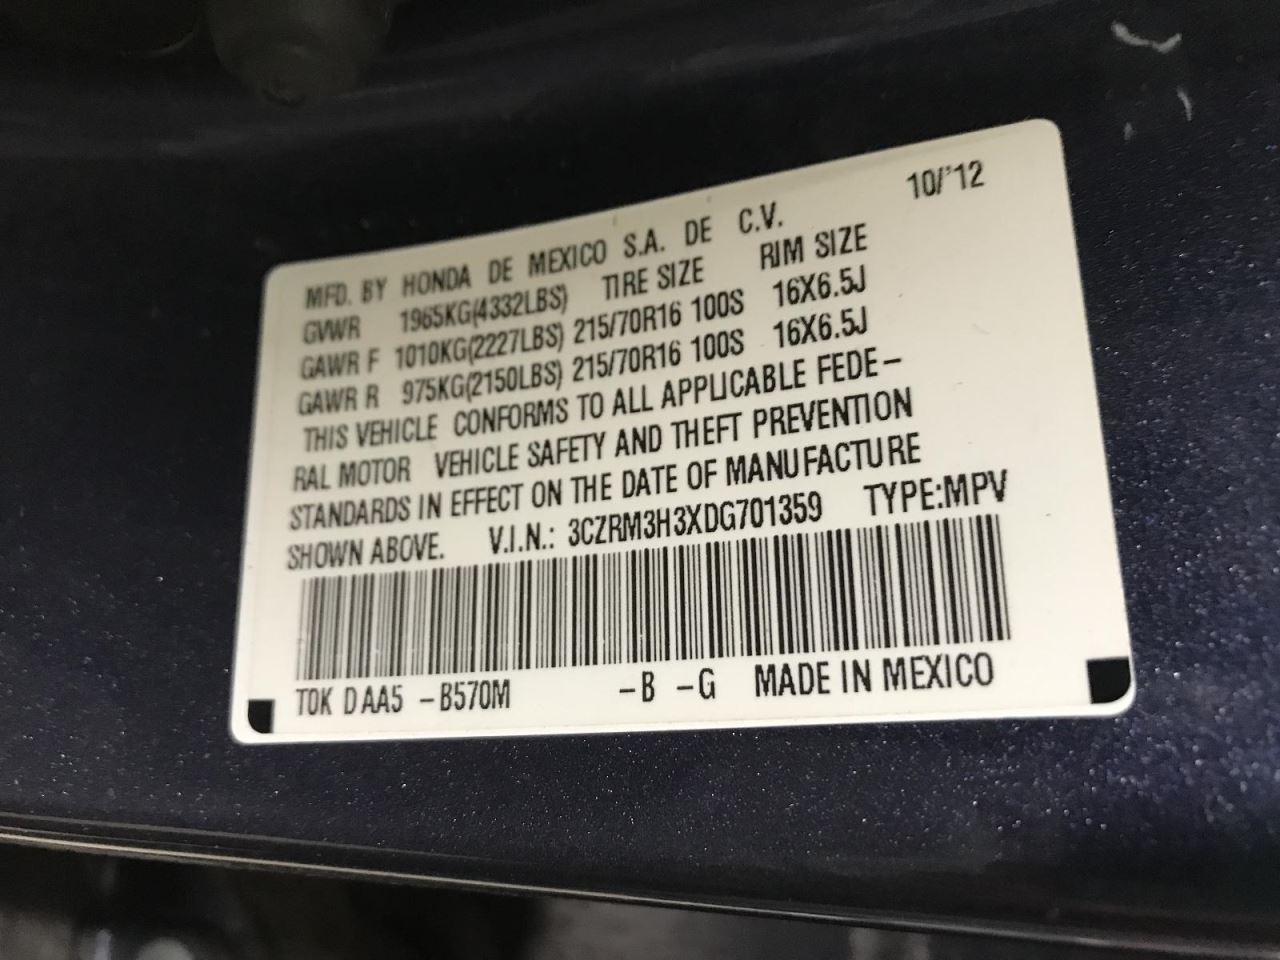 10/'12
MFD. BY HONDA DE MEXICO S.A. DE C.V.
GVWR 1965KG(4332LBS) TIRE SIZE RIM SIZE
GAWR F 1010KG(2227LBS) 215/70R16 100S 16X6.5J
GAWR R 975KG(2150LBS) 215/70R16 100S 16X6.5J
THIS VEHICLE CONFORMS TO ALL APPLICABLE FEDE-
RAL MOTOR VEHICLE SAFETY AND THEFT PREVENTION
STANDARDS IN EFFECT ON THE DATE OF MANUFACTURE
SHOWN ABOVE. V.I.N.: 3CZRM3H3XDG701359 TYPE:MPV
TOK DAA5 -B570M -B -G MADE IN MEXICO